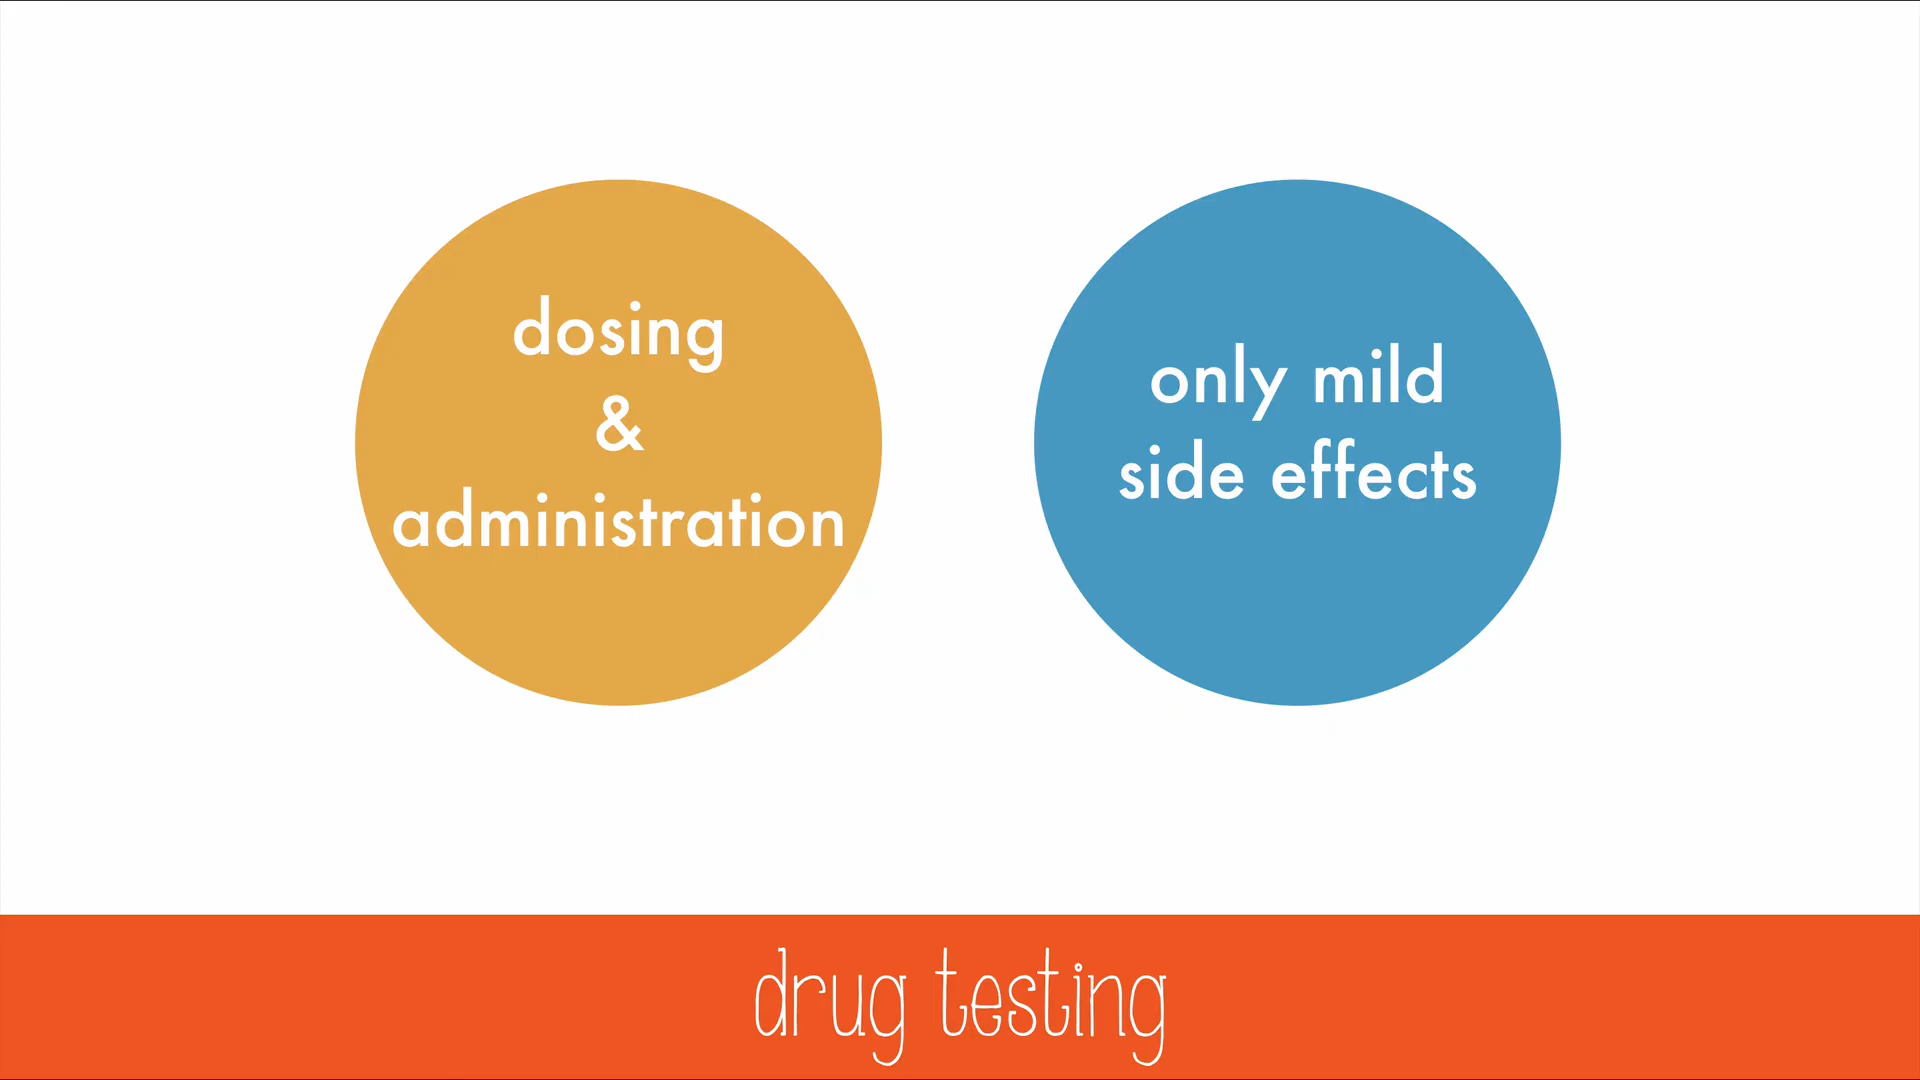 dosing
&
administration
only mild
side effects
drug testing